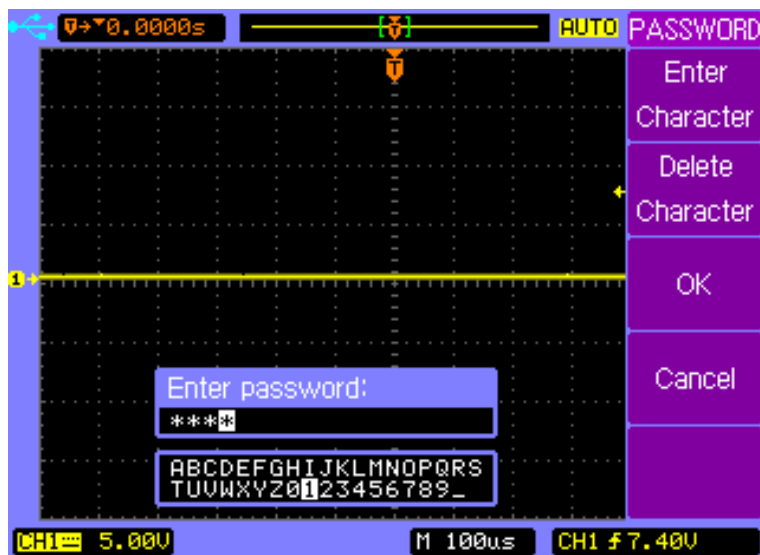 T→▼0.0000s
T
AUTO
PASSWORD
T
Enter
Character
Delete
Character
1
OK
Cancel
Enter password:
****
ABCDEFGHIJKLMNOPQRS
TUVWXYZ0123456789_
CH1 5.00V
M 100us
CH1 7.40V